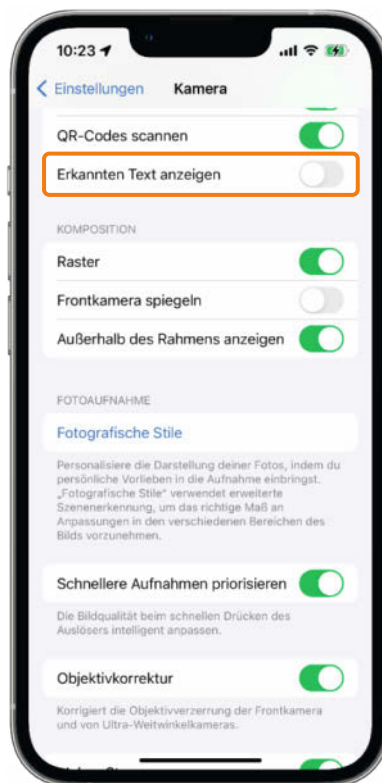 10:23
Einstellungen Kamera
QR-Codes scannen
Erkannten Text anzeigen
KOMPOSITION
Raster
Frontkamera spiegeln
Außerhalb des Rahmens anzeigen
FOTOAUFNAHME
Fotografische Stile
Personalisiere die Darstellung deiner Fotos, indem du
persönliche Vorlieben in die Aufnahme einbringst.
„Fotografische Stile“ verwendet erweiterte
Szenenerkennung, um das richtige Maß an
Anpassungen in den verschiedenen Bereichen des
Bilds vorzunehmen.
Schnellere Aufnahmen priorisieren
Die Bildqualität beim schnellen Drücken des
Auslösers intelligent anpassen.
Objektivkorrektur
Korrigiert die Objektivverzerrung der Frontkamera
und von Ultra-Weitwinkelkameras.